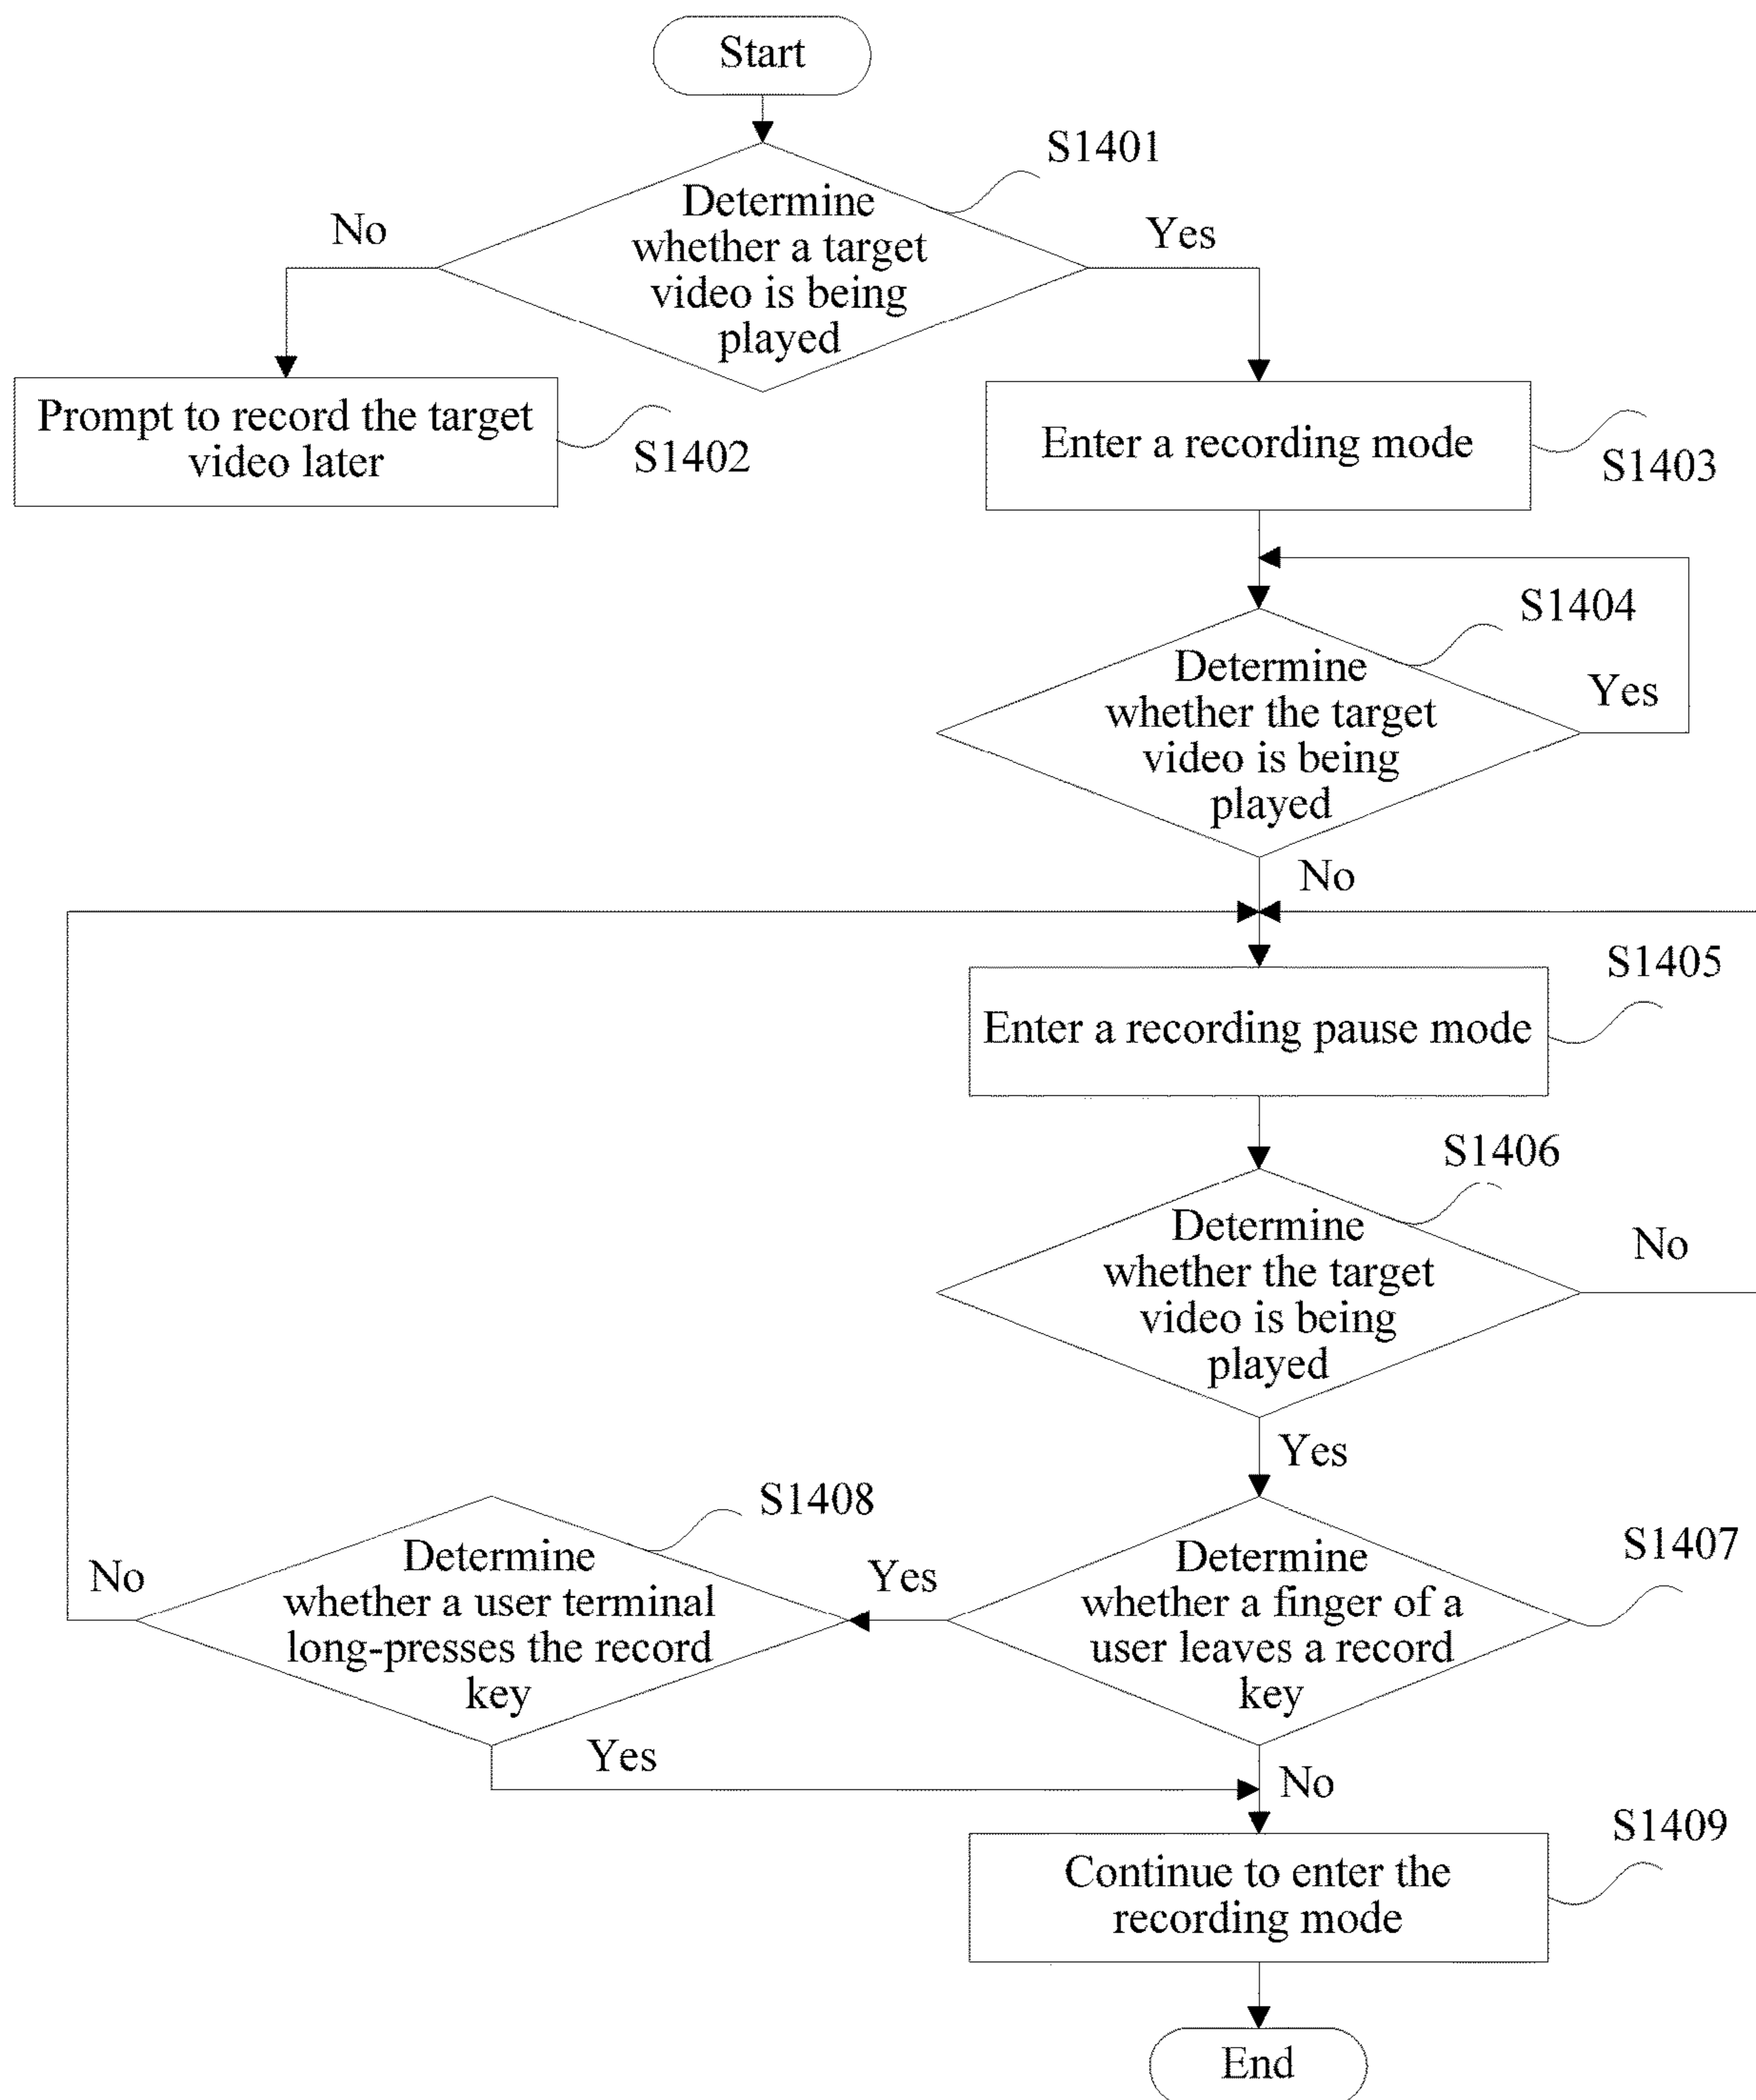 Start
S1401
Determine
whether a target
video is being
played
No
Yes
Prompt to record the target
video later
S1402
Enter a recording mode
S1403
S1404
Determine
whether the target
video is being
played
Yes
No
S1405
Enter a recording pause mode
S1406
Determine
whether the target
video is being
played
No
Yes
S1408
Determine
whether a user terminal
long-presses the record
key
No
Yes
S1407
Determine
whether a finger of a
user leaves a record
key
Yes
No
S1409
Continue to enter the
recording mode
End